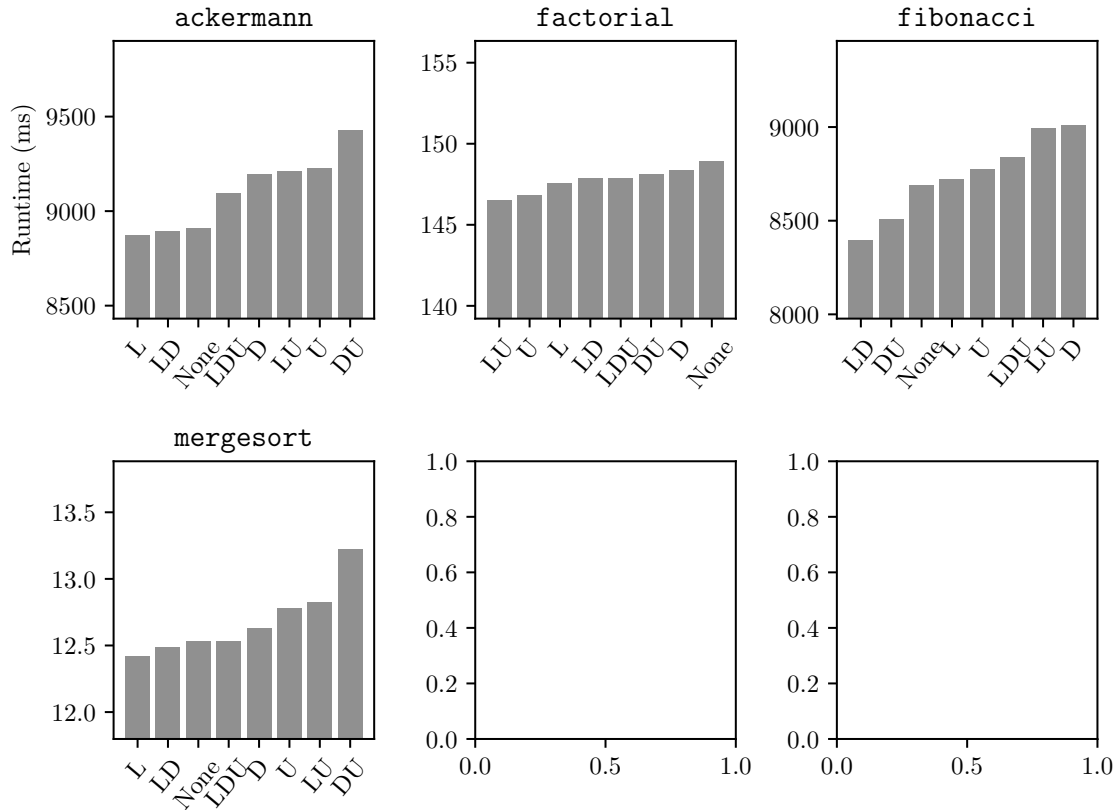 ackermann
Runtime (ms)
9500
9000
8500
L
LD
None
LDU
D
LU
U
DU
factorial
155
150
145
140
LU
U
L
LD
LDU
DU
D
None
fibonacci
9000
8500
8000
LD
DU
None
L
U
LDU
LU
D
mergesort
13.5
13.0
12.5
12.0
L
LD
None
LDU
D
U
LU
DU
1.0
0.8
0.6
0.4
0.2
0.0
0.0 0.5 1.0
1.0
0.8
0.6
0.4
0.2
0.0
0.0 0.5 1.0